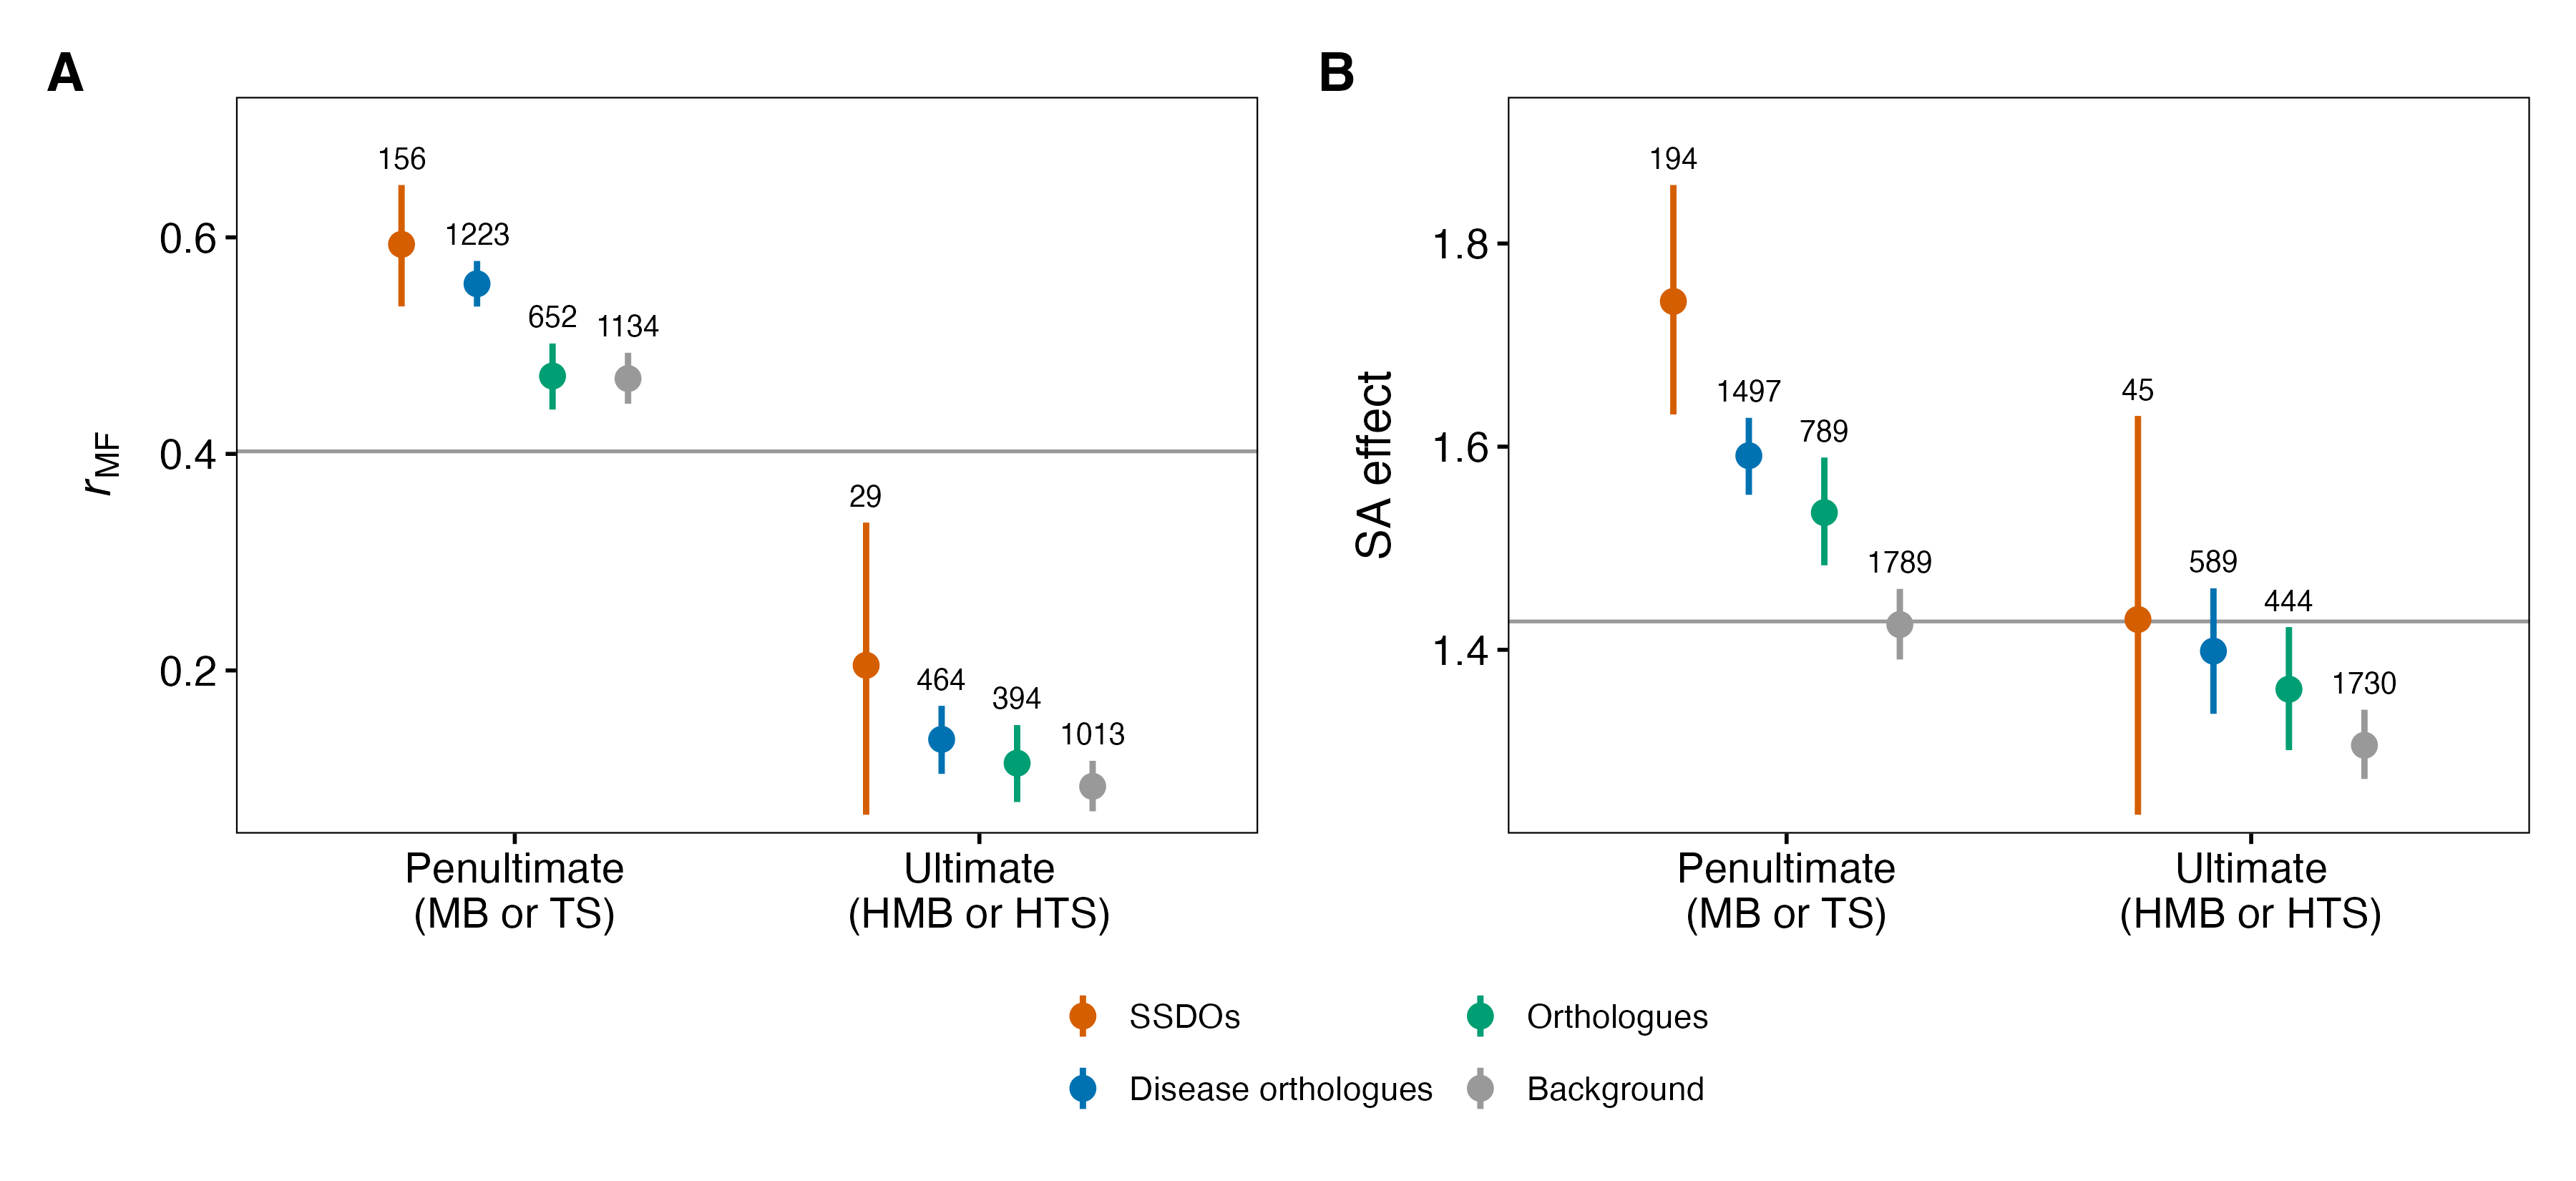 A
B
156
1223
652
1134
29
464
394
1013
0.6
0.4
0.2
rMF
Penultimate
(MB or TS)
Ultimate
(HMB or HTS)
194
1497
789
1789
45
589
444
1730
1.8
1.6
1.4
SA effect
Penultimate
(MB or TS)
Ultimate
(HMB or HTS)
SSDOs
Orthologues
Disease orthologues
Background